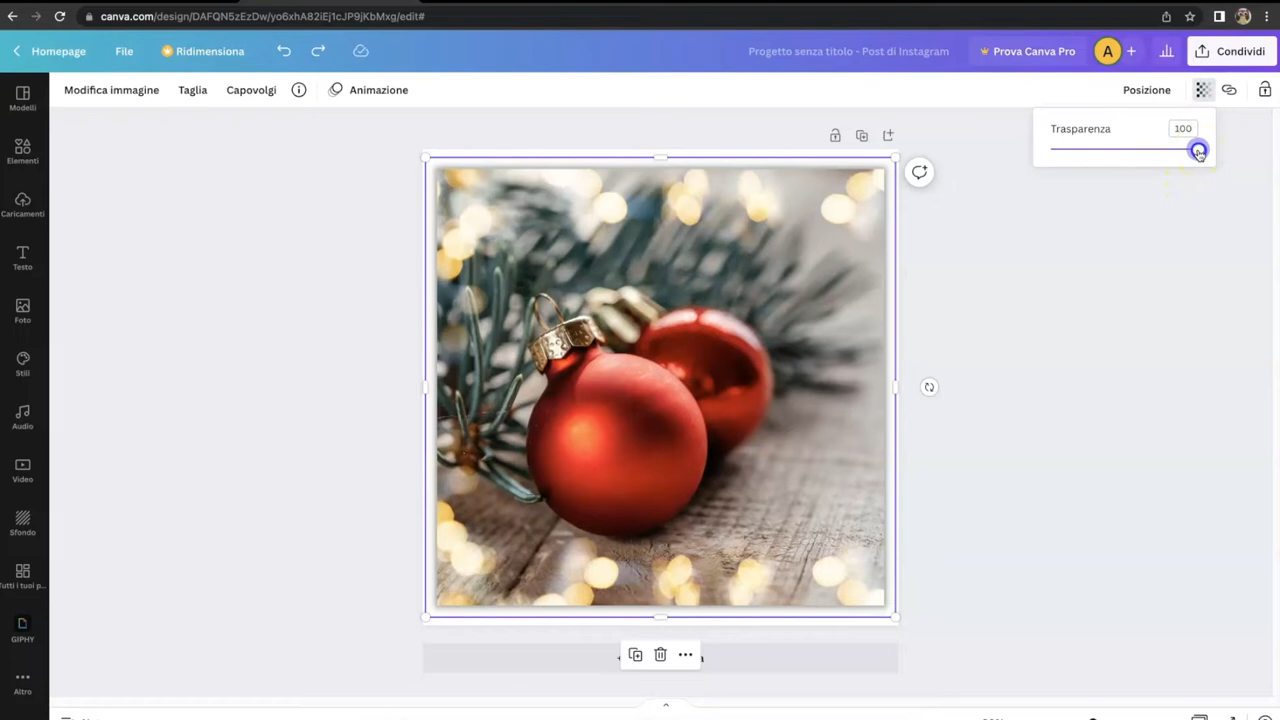 canva.com/design/DAFQN5zEzDw/yo6xhA82iEj1cJP9jKbMxg/edit#
Homepage File Ridimensiona Progetto senza titolo - Post di Instagram Prova Canva Pro A + Condividi
Modifica immagine Taglia Capovolgi Animazione Posizione
Trasparenza 100
Modelli
Elementi
Caricamenti
Testo
Foto
Stili
Audio
Video
Sfondo
Tutti i tuoi p...
GIPHY
Altro